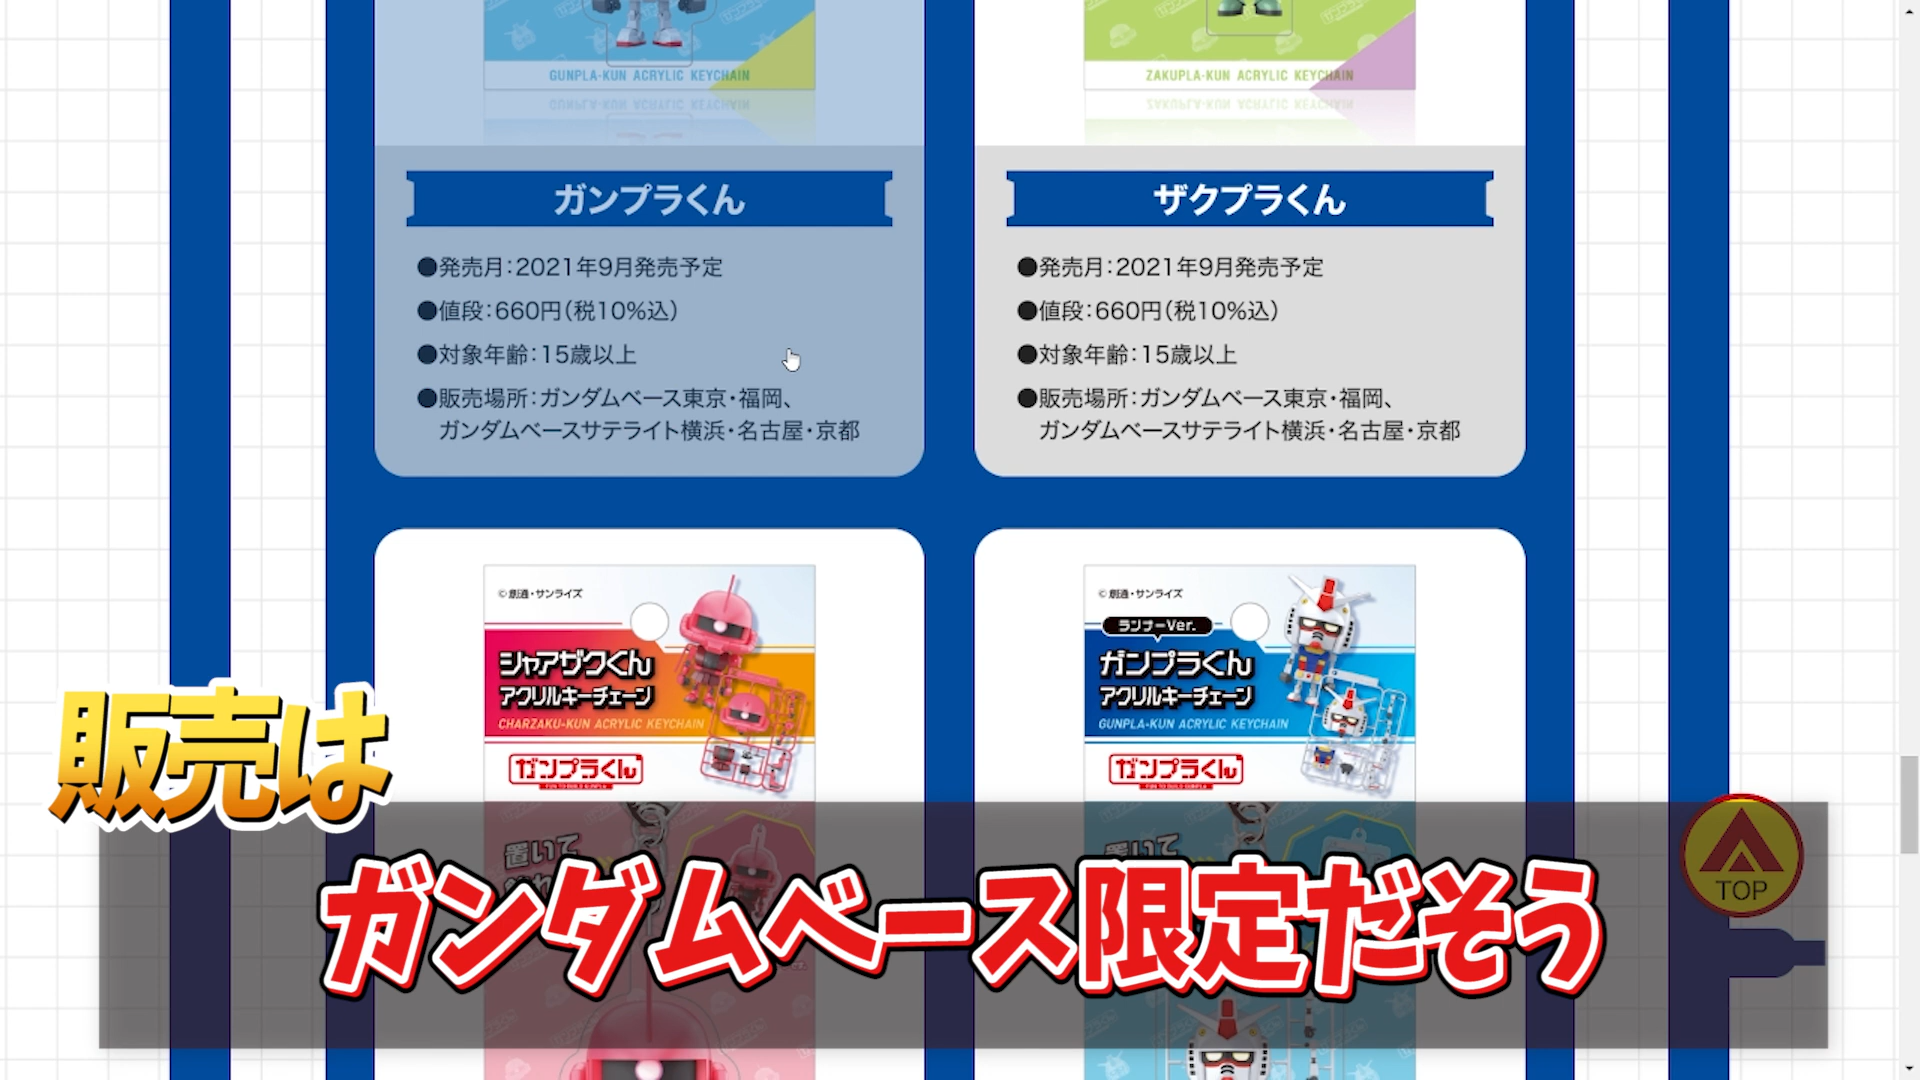 GUNPLA-KUN ACRYLIC KEYCHAIN
ガンプラくん
●発売月：2021年9月発売予定
●値段：660円（税10%込）
●対象年齢：15歳以上
●販売場所：ガンダムベース東京・福岡、
ガンダムベースサテライト横浜・名古屋・京都
ZAKUPLA-KUN ACRYLIC KEYCHAIN
ザクプラくん
●発売月：2021年9月発売予定
●値段：660円（税10%込）
●対象年齢：15歳以上
●販売場所：ガンダムベース東京・福岡、
ガンダムベースサテライト横浜・名古屋・京都
©創通・サンライズ
シャアザクくん
アクリルキーチェーン
CHARZAKU-KUN ACRYLIC KEYCHAIN
ガンプラくん
置いて
©創通・サンライズ
ランナーVer.
ガンプラくん
アクリルキーチェーン
GUNPLA-KUN ACRYLIC KEYCHAIN
ガンプラくん
置いて
TOP
販売は
ガンダムベース限定だそう